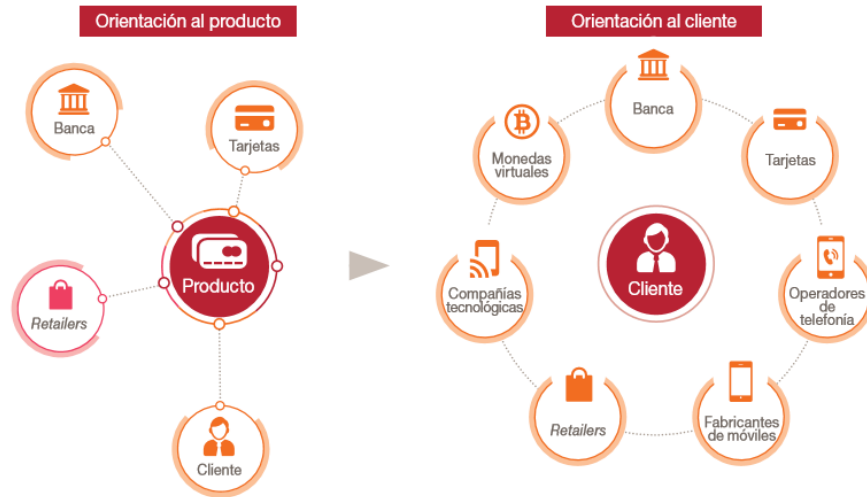 Orientación al producto
Banca
Tarjetas
Producto
Retailers
Cliente
Orientación al cliente
Banca
Monedas
virtuales
Tarjetas
Compañías
tecnológicas
Cliente
Operadores
de
telefonía
Retailers
Fabricantes
de móviles